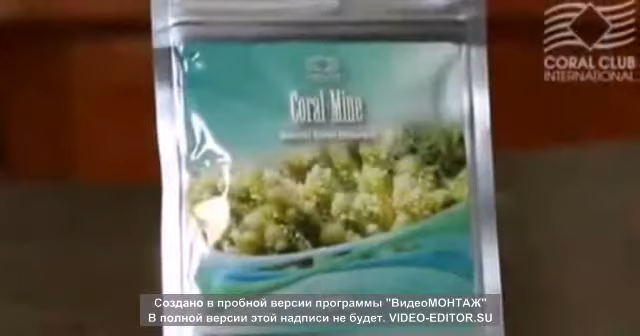 CORAL CLUB
INTERNATIONAL
Coral Mine
Создано в пробной версии программы "ВидеоМОНТАЖ"
В полной версии этой надписи не будет. VIDEO-EDITOR.SU